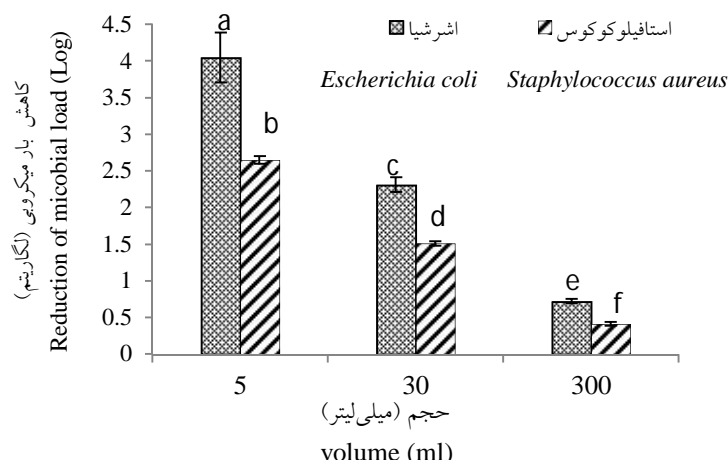 کاهش بار میکروبی (لگاریتم)
Reduction of micobial load (Log)
4.5
4
3.5
3
2.5
2
1.5
1
0.5
0
اشرشیا
استافیلوکوکوس
Escherichia coli
Staphylococcus aureus
a
b
c
d
e
f
5
30
300
حجم (میلی‌لیتر)
volume (ml)